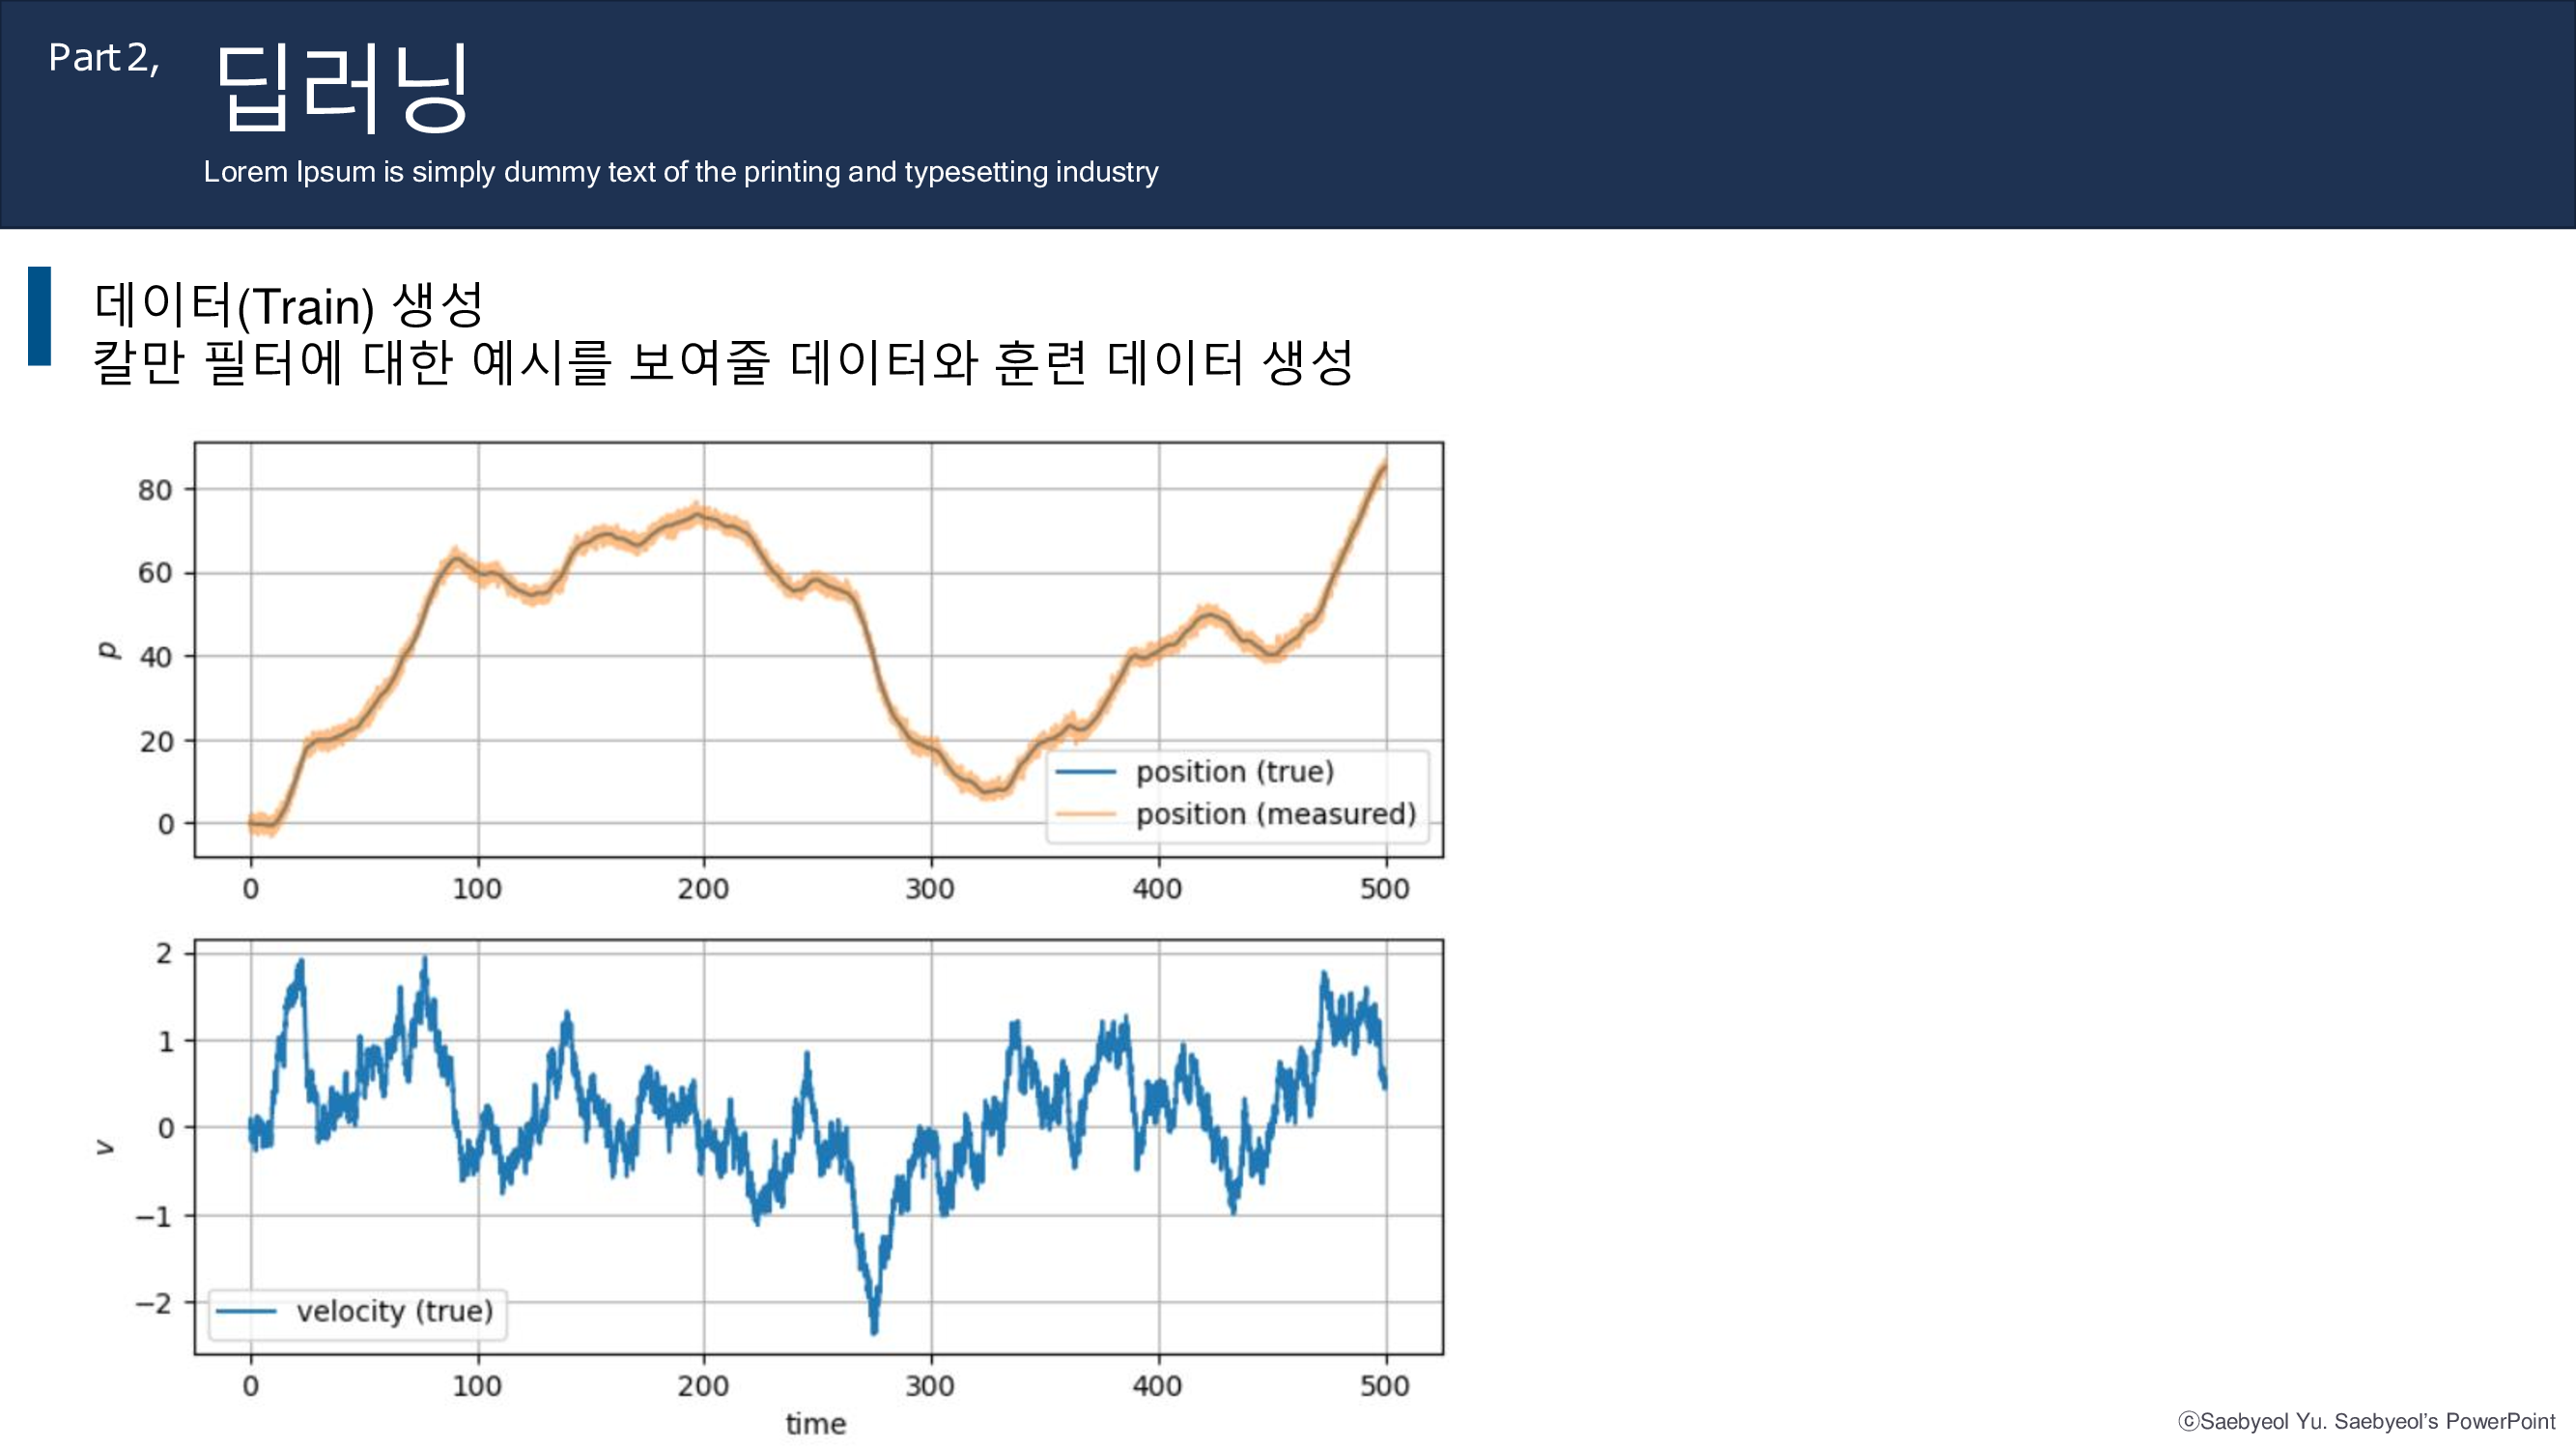 Part 2,
딥러닝
Lorem Ipsum is simply dummy text of the printing and typesetting industry
데이터(Train) 생성
칼만 필터에 대한 예시를 보여줄 데이터와 훈련 데이터 생성
80
60
40
20
0
p
position (true)
position (measured)
0 100 200 300 400 500
2
1
0
−1
−2
v
velocity (true)
0 100 200 300 400 500
time
ⓒSaebyeol Yu. Saebyeol’s PowerPoint